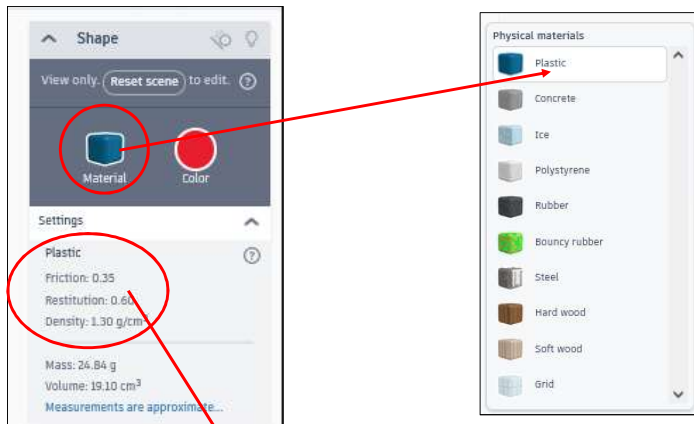 Shape
View only. Reset scene to edit. ?
Material Color
Settings
Plastic ?
Friction: 0.35
Restitution: 0.60
Density: 1.30 g/cm³
Mass: 24.84 g
Volume: 19.10 cm³
Measurements are approximate...
Physical materials
Plastic
Concrete
Ice
Polystyrene
Rubber
Bouncy rubber
Steel
Hard wood
Soft wood
Grid